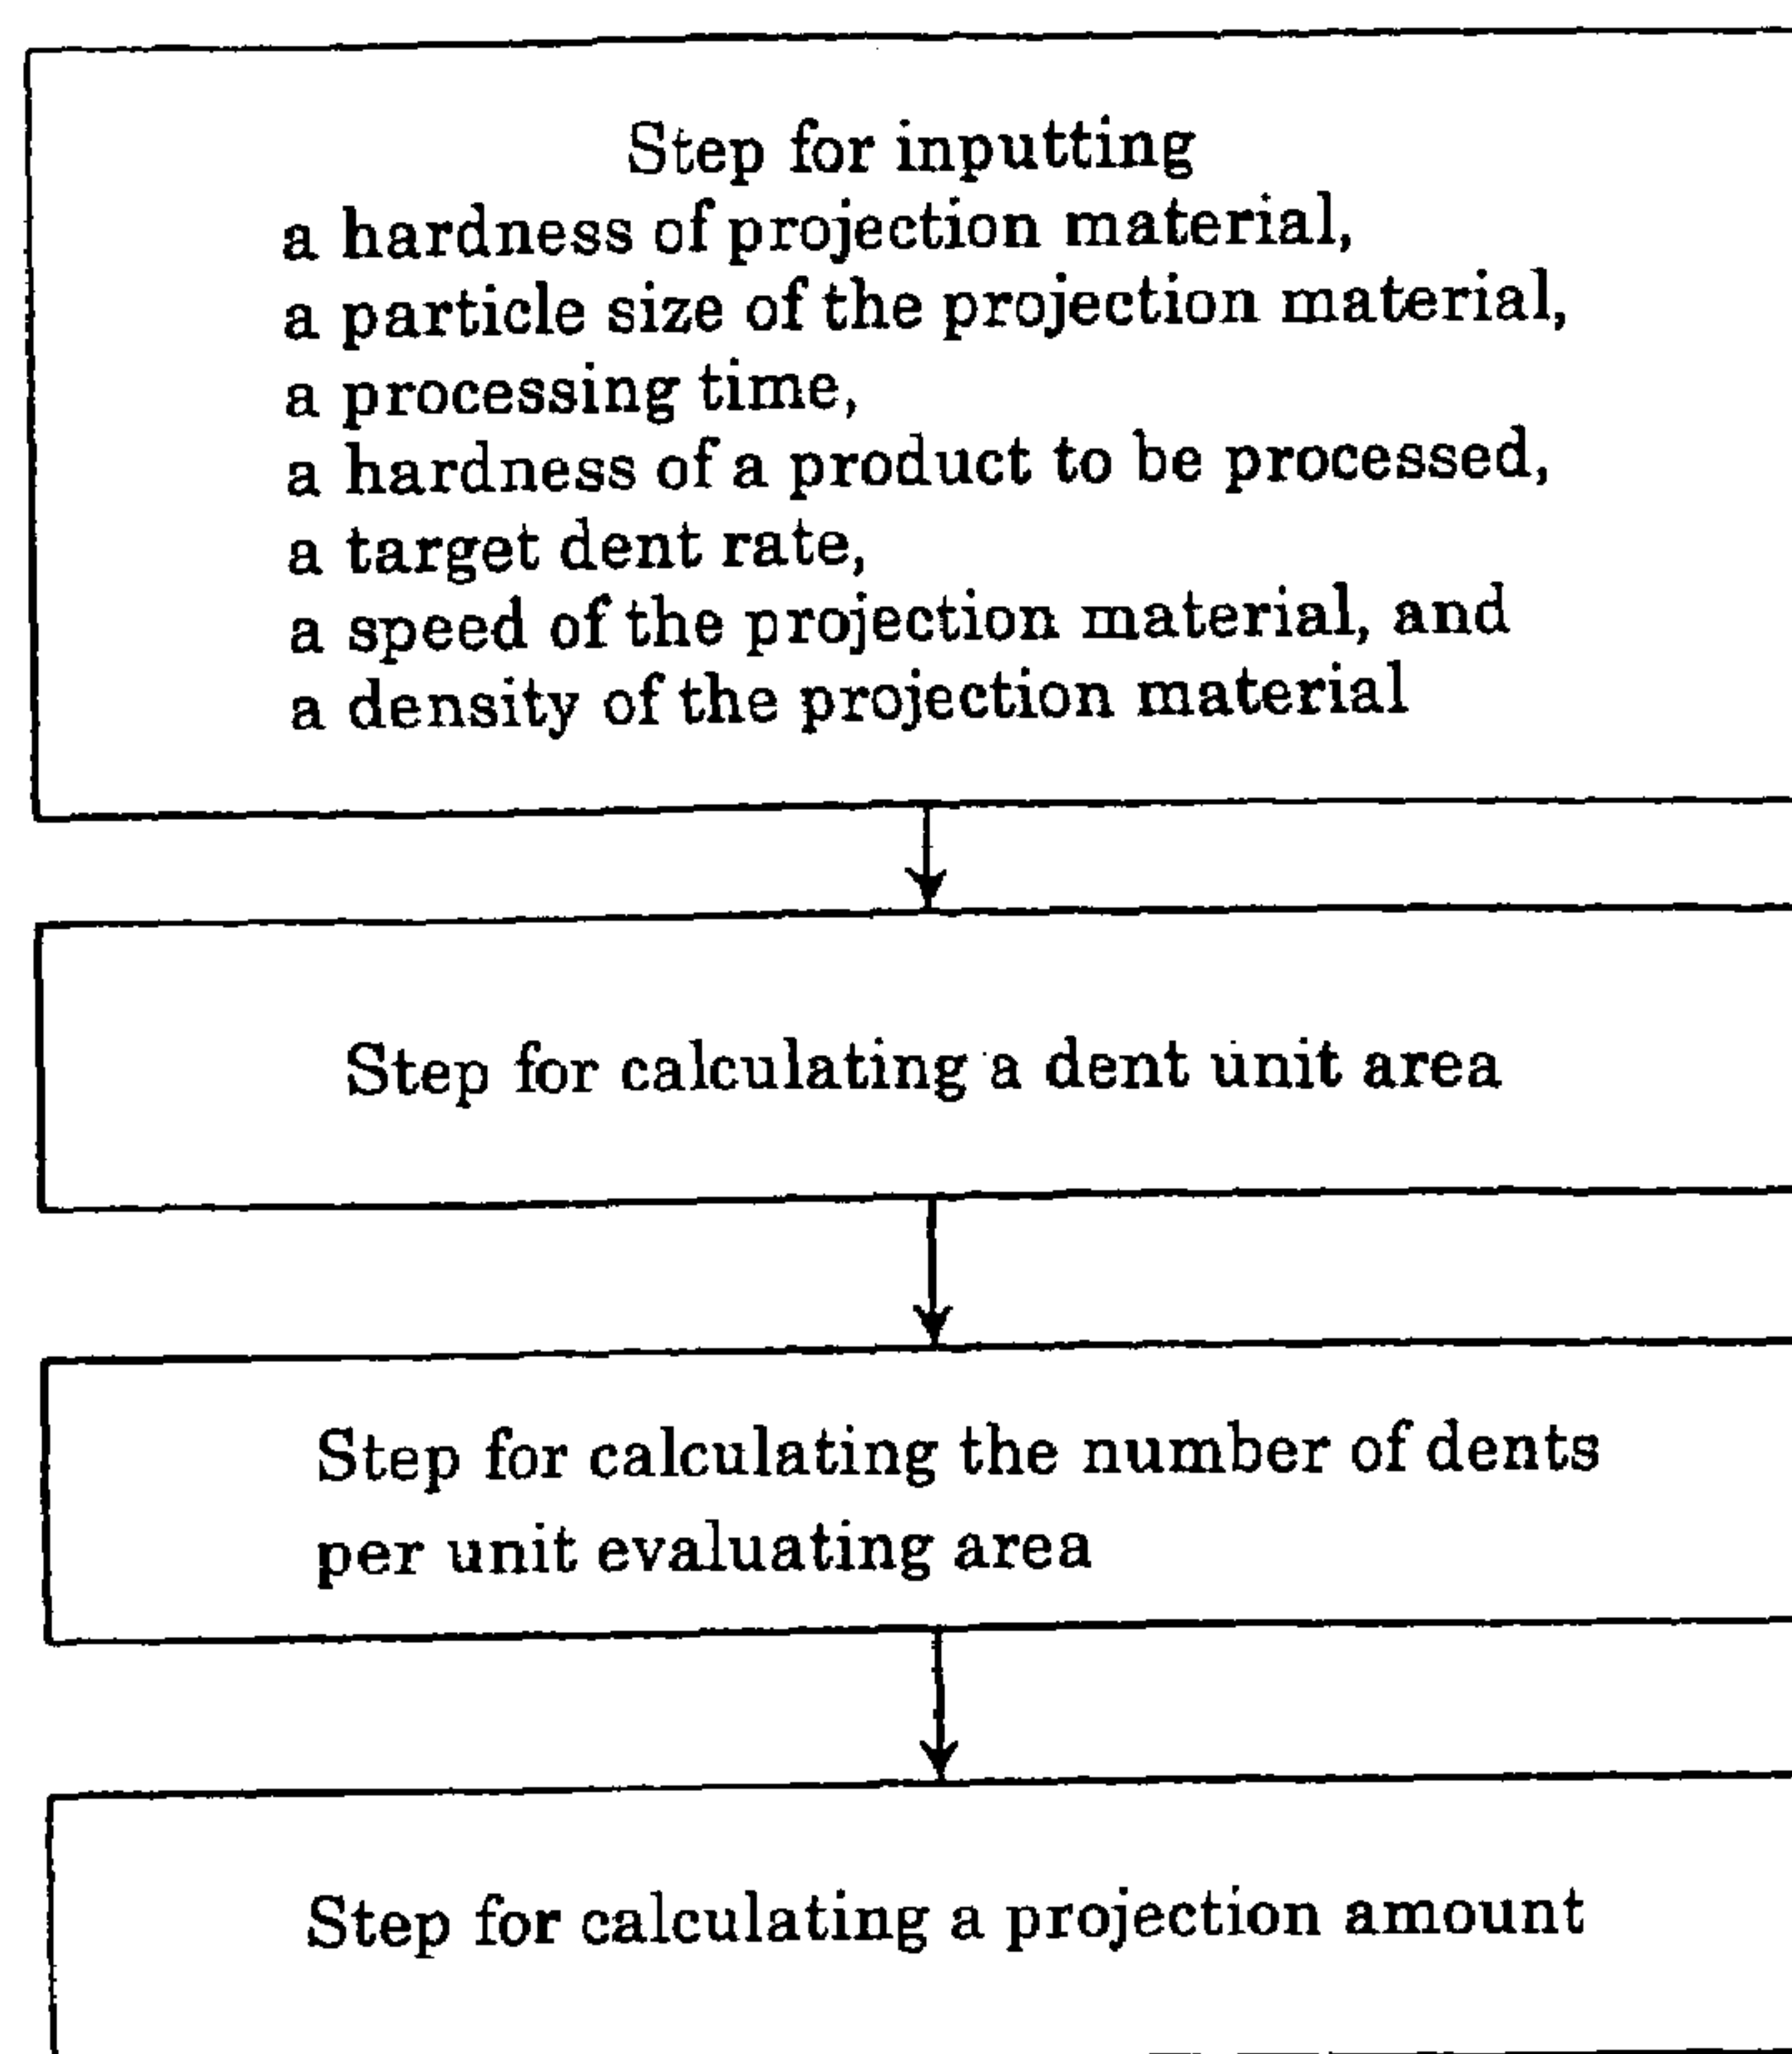 Step for inputting
a hardness of projection material,
a particle size of the projection material,
a processing time,
a hardness of a product to be processed,
a target dent rate,
a speed of the projection material, and
a density of the projection material
Step for calculating a dent unit area
Step for calculating the number of dents
per unit evaluating area
Step for calculating a projection amount